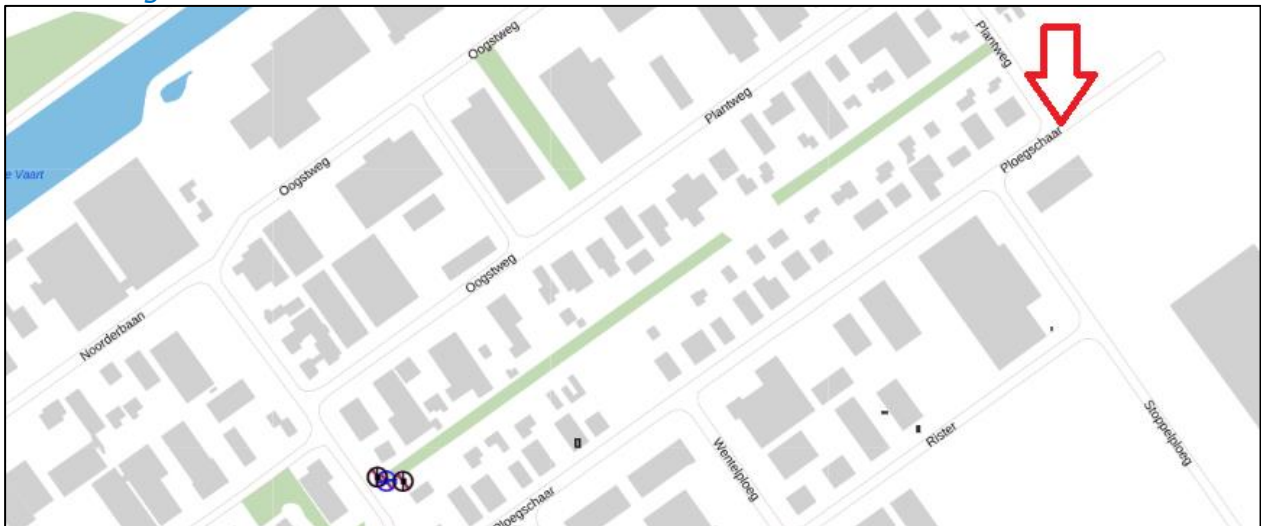 Oogstweg
Plantweg
Plantweg
Ploegschaar
e Vaart
Oogstweg
Oogstweg
Noorderbaan
Stoppelploeg
Rister
Wentelploeg
Ploegschaar